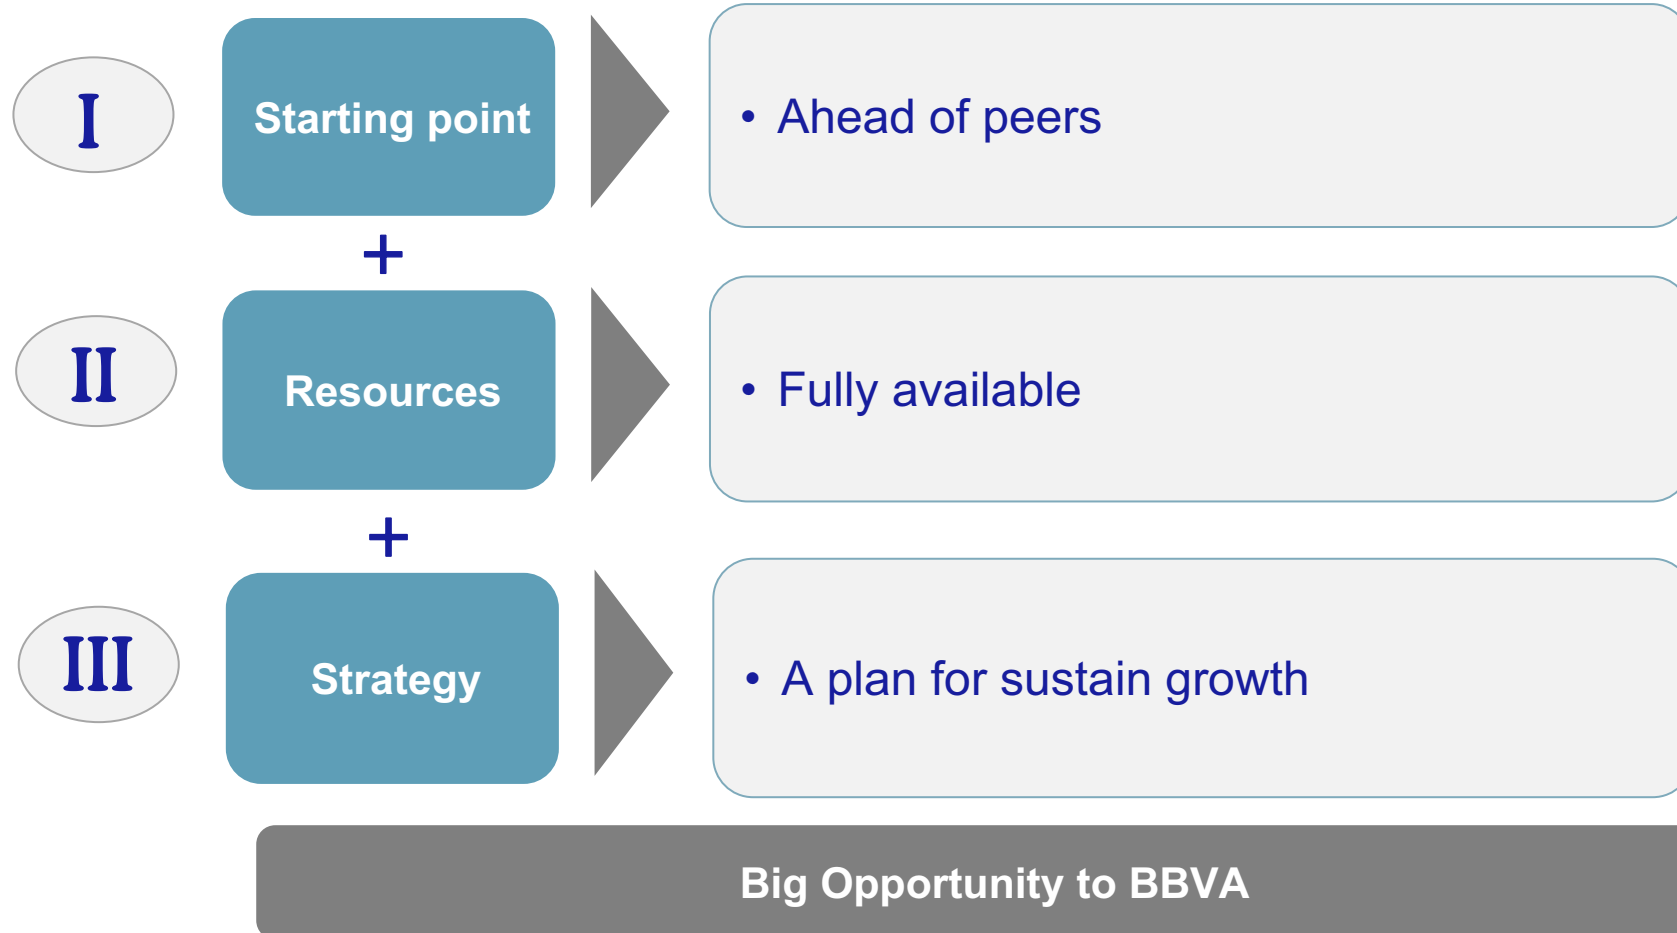 I
Starting point
• Ahead of peers
+
II
Resources
• Fully available
+
III
Strategy
• A plan for sustain growth
Big Opportunity to BBVA